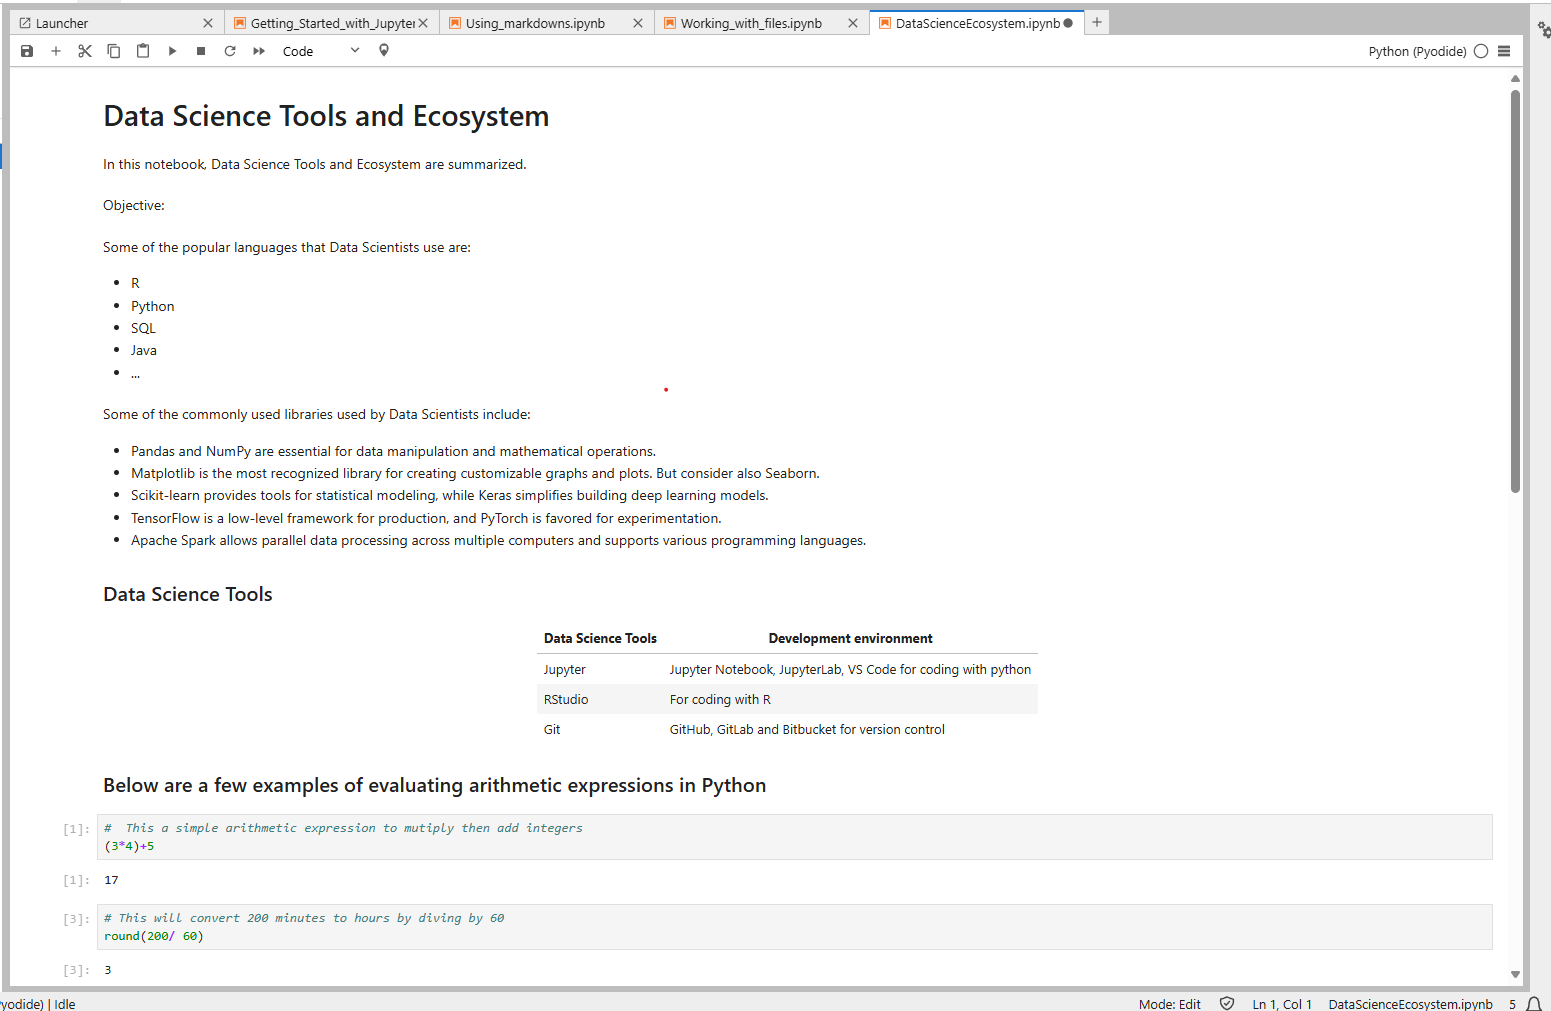 Launcher
Getting_Started_with_Jupyter
Using_markdowns.ipynb
Working_with_files.ipynb
DataScienceEcosystem.ipynb
Code
Python (Pyodide)
Data Science Tools and Ecosystem
In this notebook, Data Science Tools and Ecosystem are summarized.
Objective:
Some of the popular languages that Data Scientists use are:
R
Python
SQL
Java
...
Some of the commonly used libraries used by Data Scientists include:
Pandas and NumPy are essential for data manipulation and mathematical operations.
Matplotlib is the most recognized library for creating customizable graphs and plots. But consider also Seaborn.
Scikit-learn provides tools for statistical modeling, while Keras simplifies building deep learning models.
TensorFlow is a low-level framework for production, and PyTorch is favored for experimentation.
Apache Spark allows parallel data processing across multiple computers and supports various programming languages.
Data Science Tools
Data Science Tools Development environment
Jupyter Jupyter Notebook, JupyterLab, VS Code for coding with python
RStudio For coding with R
Git GitHub, GitLab and Bitbucket for version control
Below are a few examples of evaluating arithmetic expressions in Python
[1]: #  This a simple arithmetic expression to mutiply then add integers
(3*4)+5
[1]: 17
[3]: # This will convert 200 minutes to hours by diving by 60
round(200/ 60)
[3]: 3
yodide) | Idle
Mode: Edit
Ln 1, Col 1
DataScienceEcosystem.ipynb
5